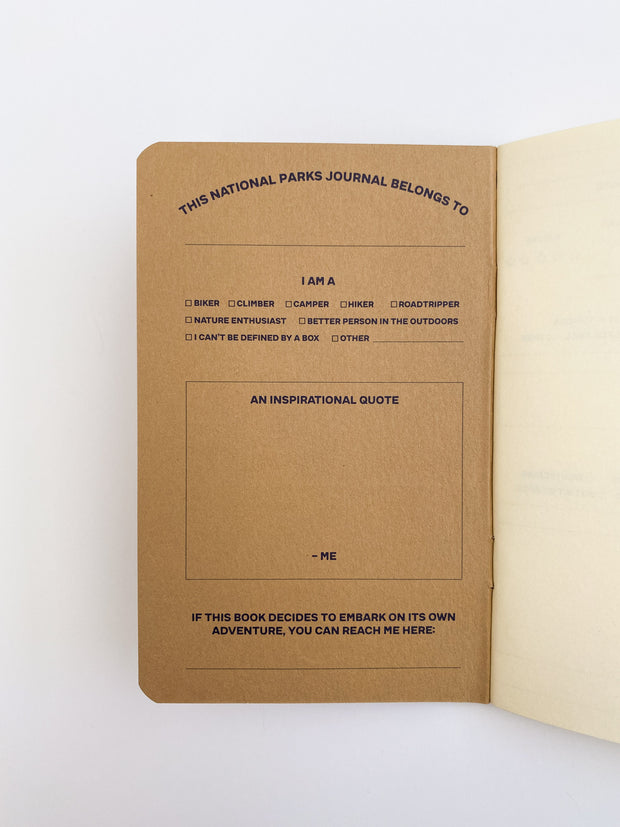 THIS NATIONAL PARKS JOURNAL BELONGS TO
I AM A
BIKER CLIMBER CAMPER HIKER ROADTRIPPER
NATURE ENTHUSIAST BETTER PERSON IN THE OUTDOORS
I CAN'T BE DEFINED BY A BOX OTHER
AN INSPIRATIONAL QUOTE
– ME
IF THIS BOOK DECIDES TO EMBARK ON ITS OWN
ADVENTURE, YOU CAN REACH ME HERE: